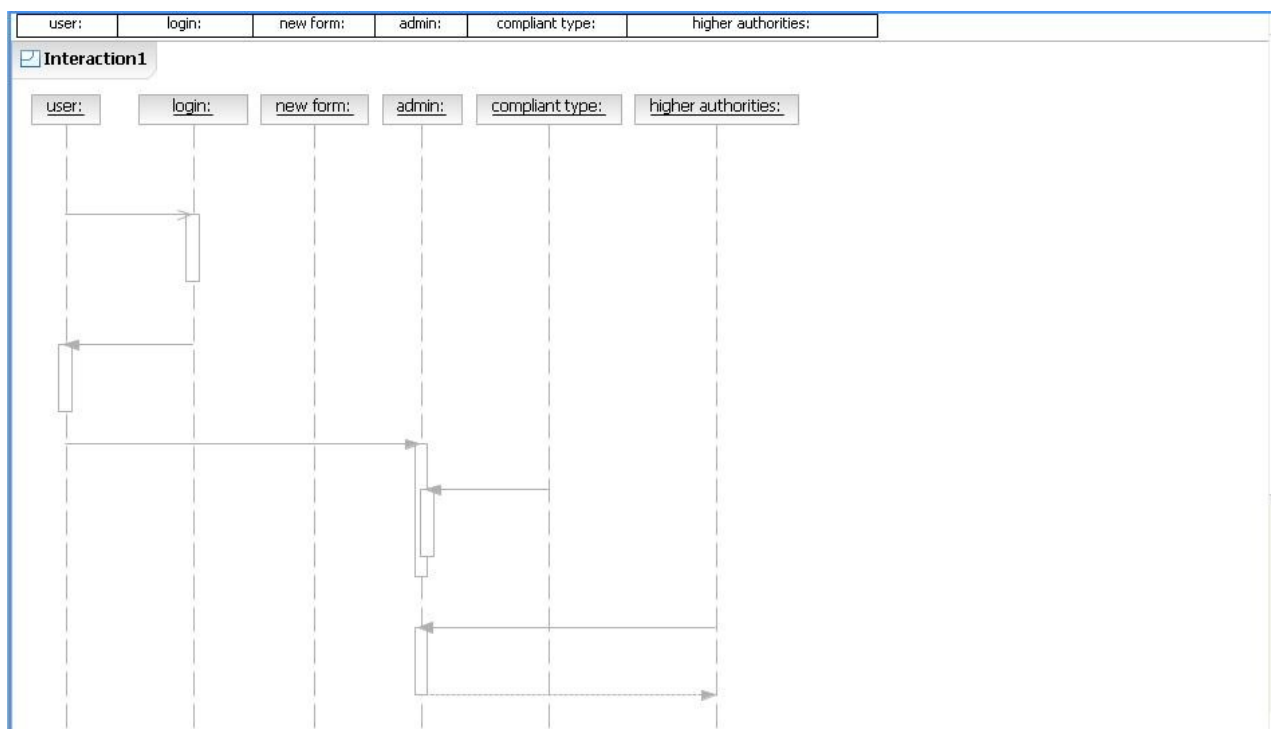 user: login: new form: admin: compliant type: higher authorities:
Interaction1
user: login: new form: admin: compliant type: higher authorities: